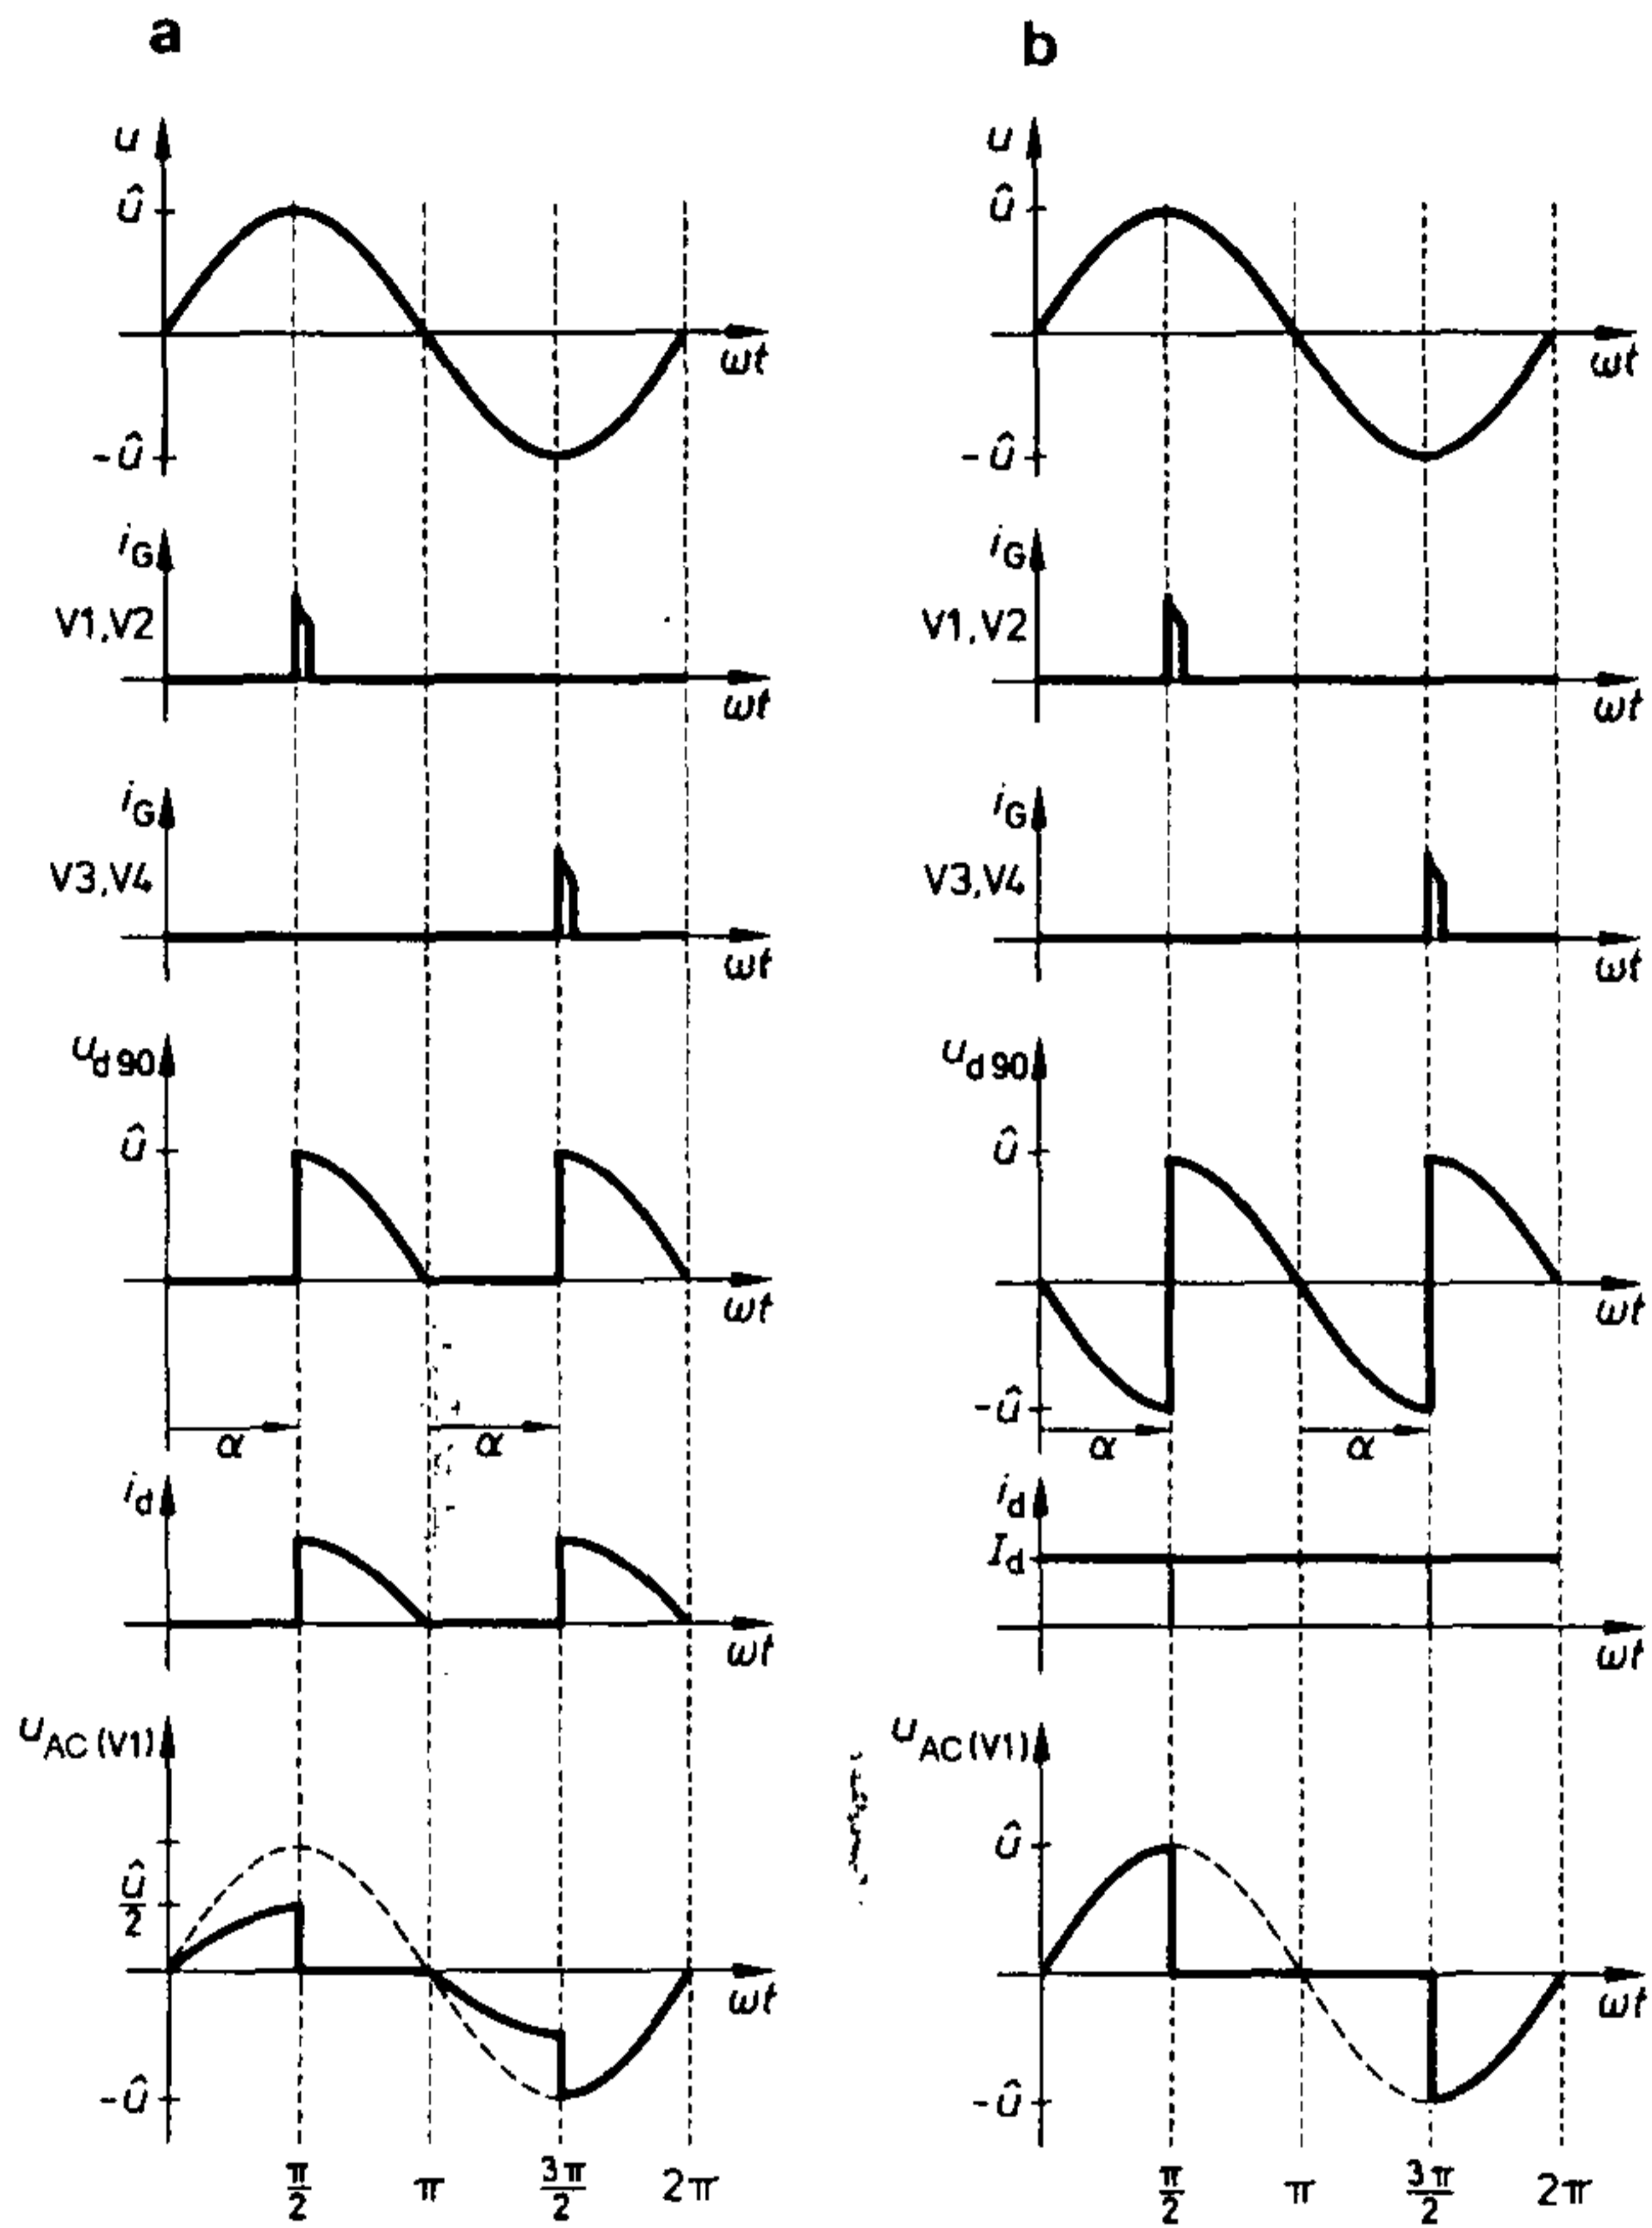 a
u
û
-û
ωt
i_G
V1,V2
ωt
i_G
V3,V4
ωt
u_d90
û
ωt
α
α
i_d
ωt
u_AC(V1)
û/2
-û
ωt
π/2
π
3π/2
2π
b
u
û
-û
ωt
i_G
V1,V2
ωt
i_G
V3,V4
ωt
u_d90
û
-û
ωt
α
α
i_d
I_d
ωt
u_AC(V1)
û
-û
ωt
π/2
π
3π/2
2π